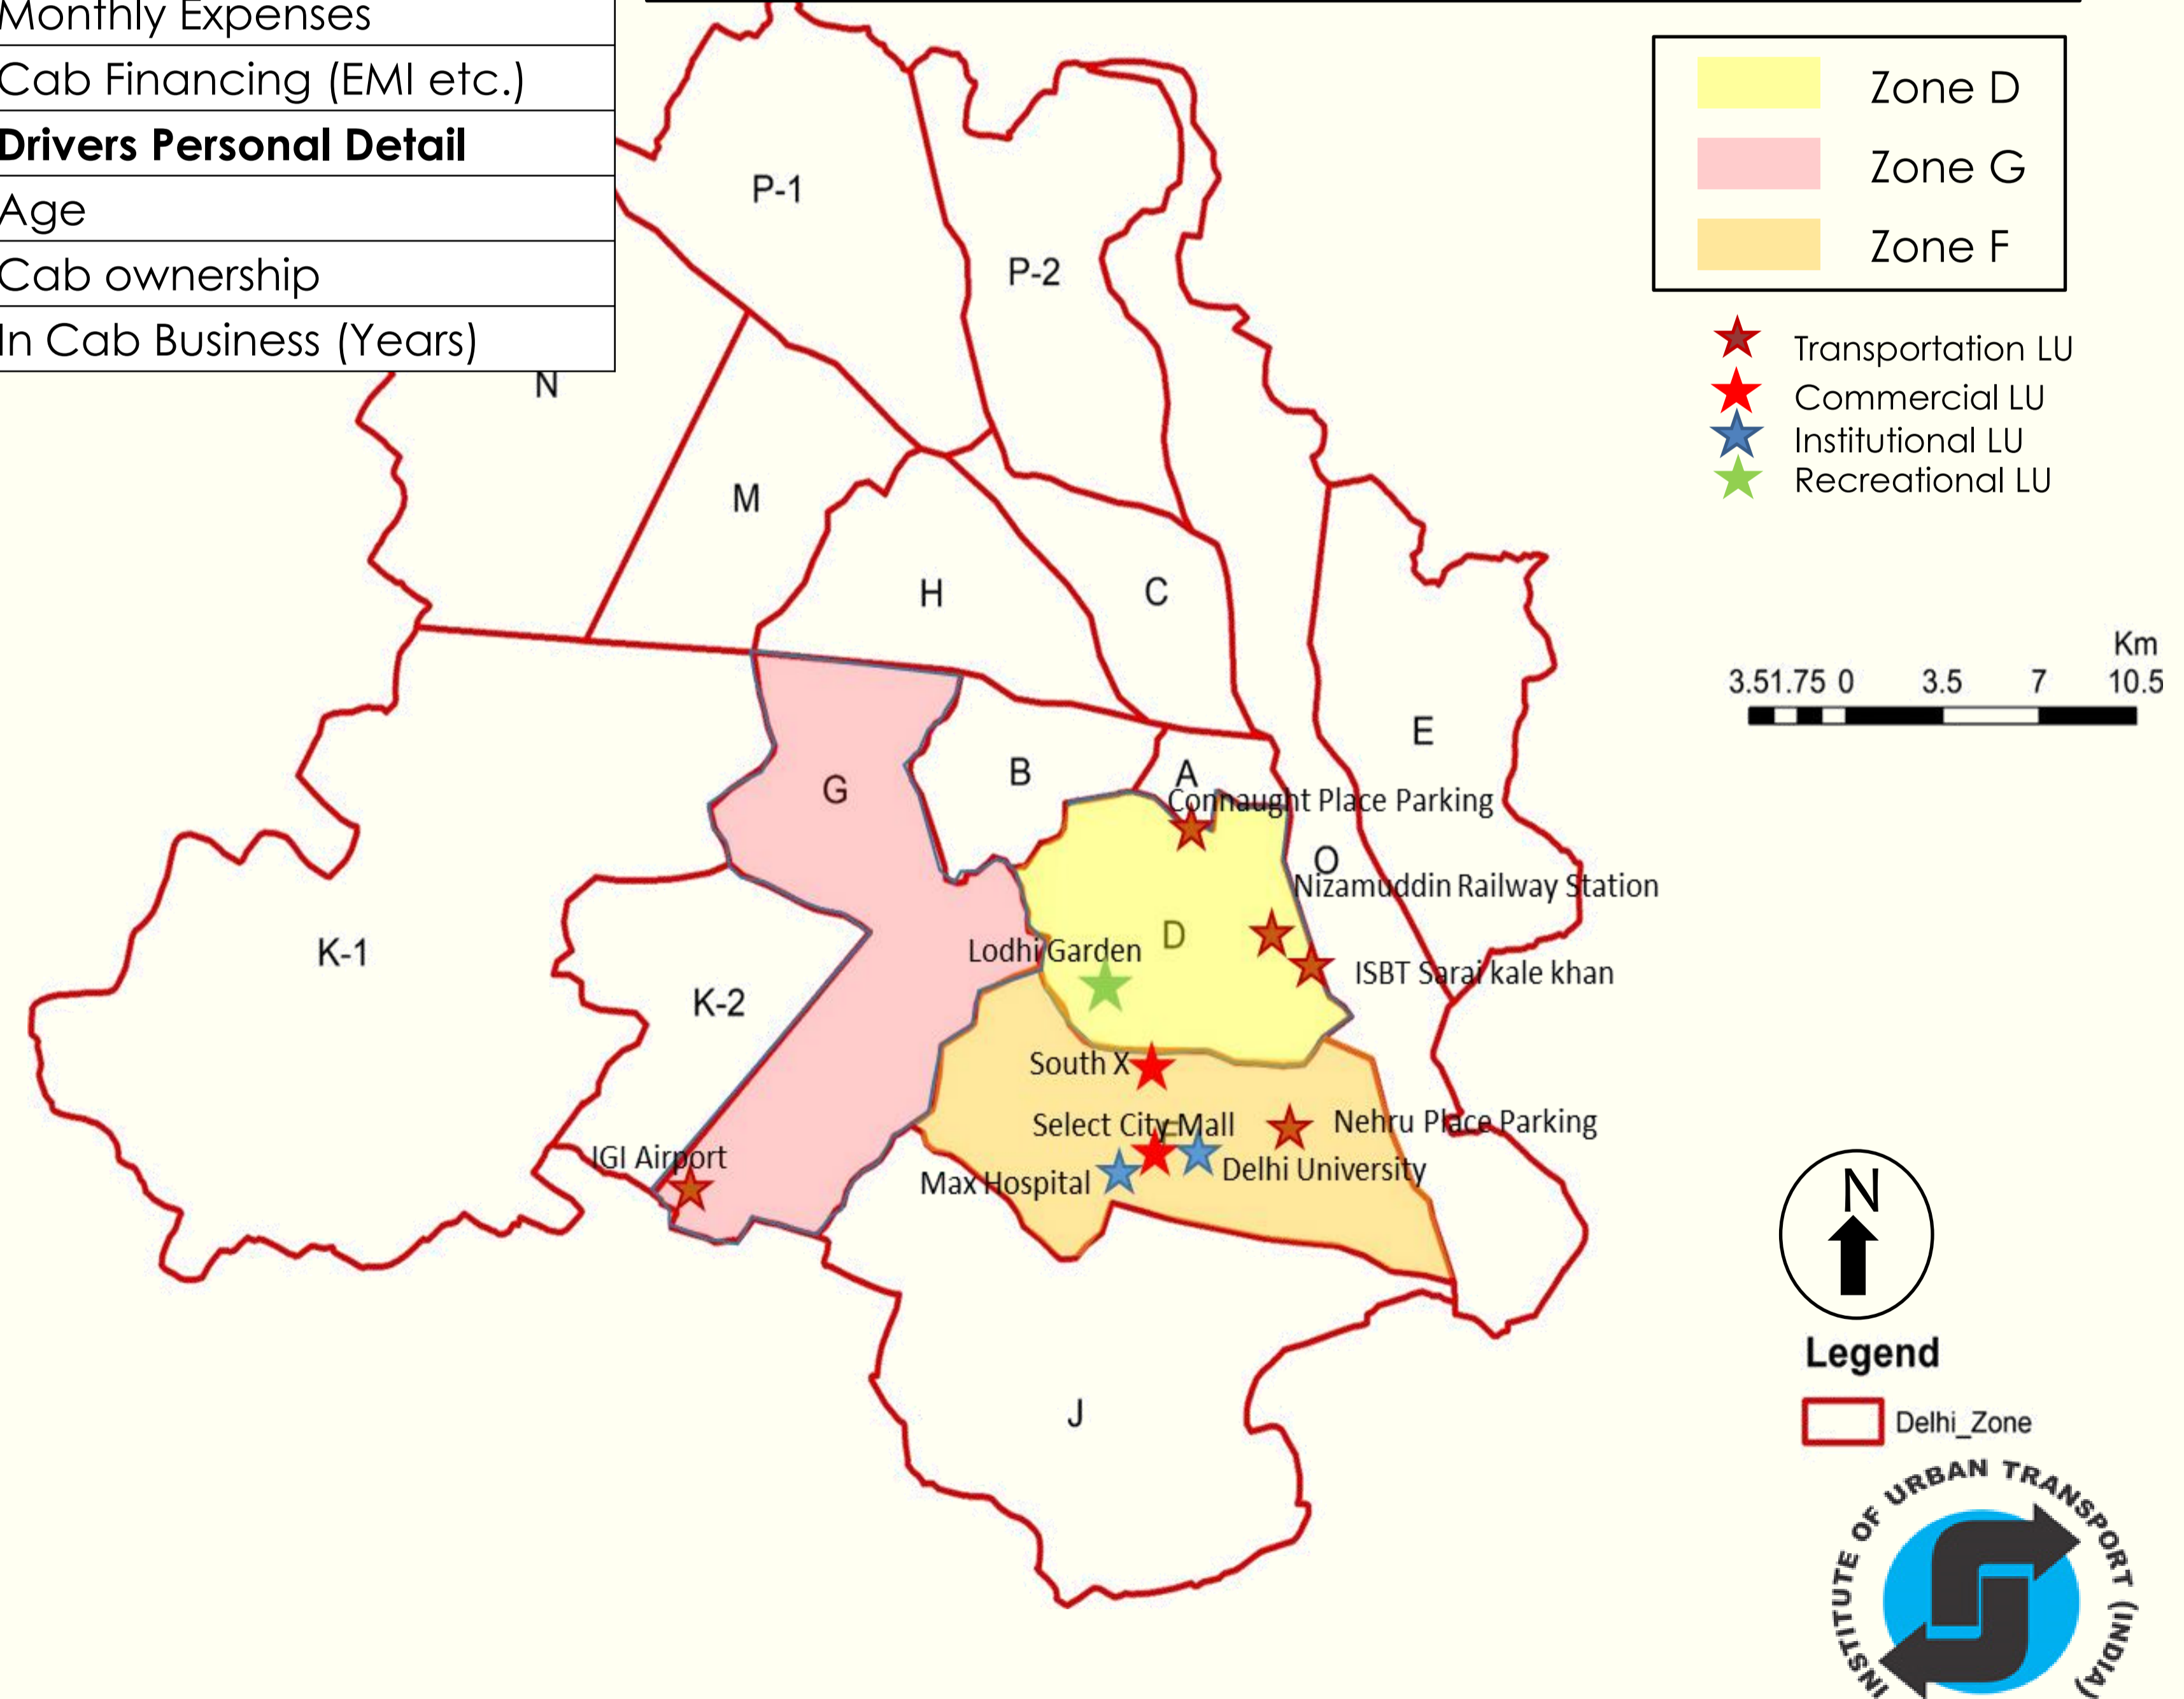 Monthly Expenses
Cab Financing (EMI etc.)
Drivers Personal Detail
Age
Cab ownership
In Cab Business (Years)
Zone D
Zone G
Zone F
Transportation LU
Commercial LU
Institutional LU
Recreational LU
P-1
P-2
N
M
H
C
E
Km
3.51.75 0 3.5 7 10.5
G
B
A
Connaught Place Parking
O
Nizamuddin Railway Station
D
Lodhi Garden
ISBT Sarai kale khan
K-1
K-2
South X
Select City Mall
Nehru Place Parking
IGI Airport
Max Hospital
Delhi University
J
N
Legend
Delhi_Zone
INSTITUTE OF URBAN TRANSPORT (INDIA)